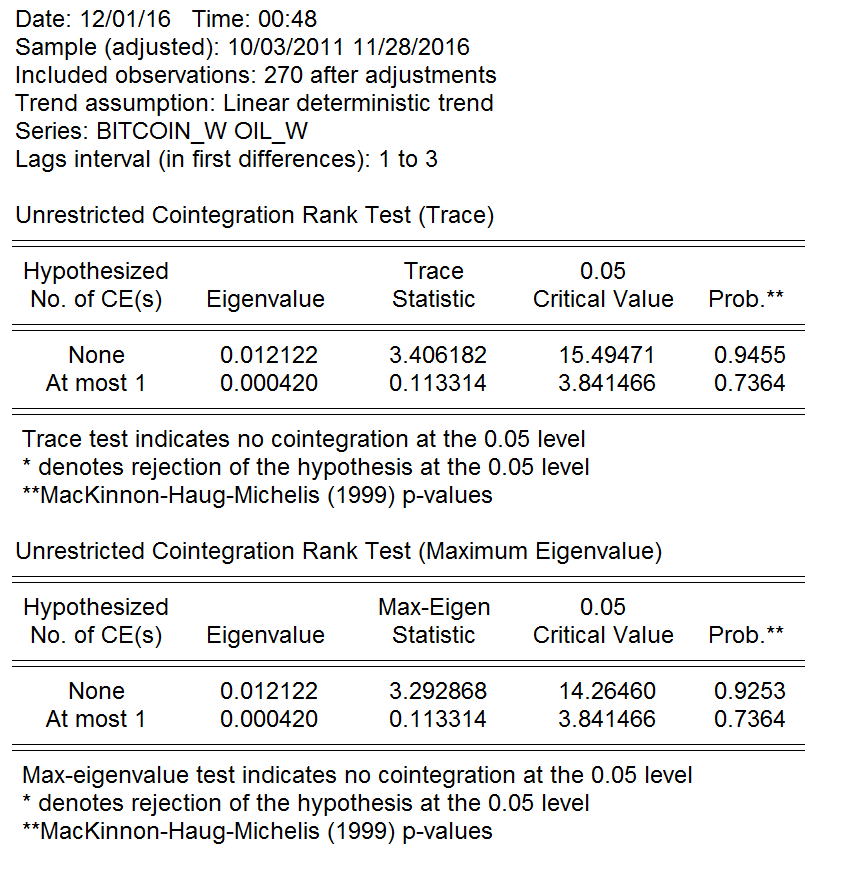 Date: 12/01/16   Time: 00:48
Sample (adjusted): 10/03/2011 11/28/2016
Included observations: 270 after adjustments
Trend assumption: Linear deterministic trend
Series: BITCOIN_W OIL_W
Lags interval (in first differences): 1 to 3
Unrestricted Cointegration Rank Test (Trace)
Hypothesized Trace 0.05
No. of CE(s) Eigenvalue Statistic Critical Value Prob.**
None 0.012122 3.406182 15.49471 0.9455
At most 1 0.000420 0.113314 3.841466 0.7364
Trace test indicates no cointegration at the 0.05 level
* denotes rejection of the hypothesis at the 0.05 level
**MacKinnon-Haug-Michelis (1999) p-values
Unrestricted Cointegration Rank Test (Maximum Eigenvalue)
Hypothesized Max-Eigen 0.05
No. of CE(s) Eigenvalue Statistic Critical Value Prob.**
None 0.012122 3.292868 14.26460 0.9253
At most 1 0.000420 0.113314 3.841466 0.7364
Max-eigenvalue test indicates no cointegration at the 0.05 level
* denotes rejection of the hypothesis at the 0.05 level
**MacKinnon-Haug-Michelis (1999) p-values